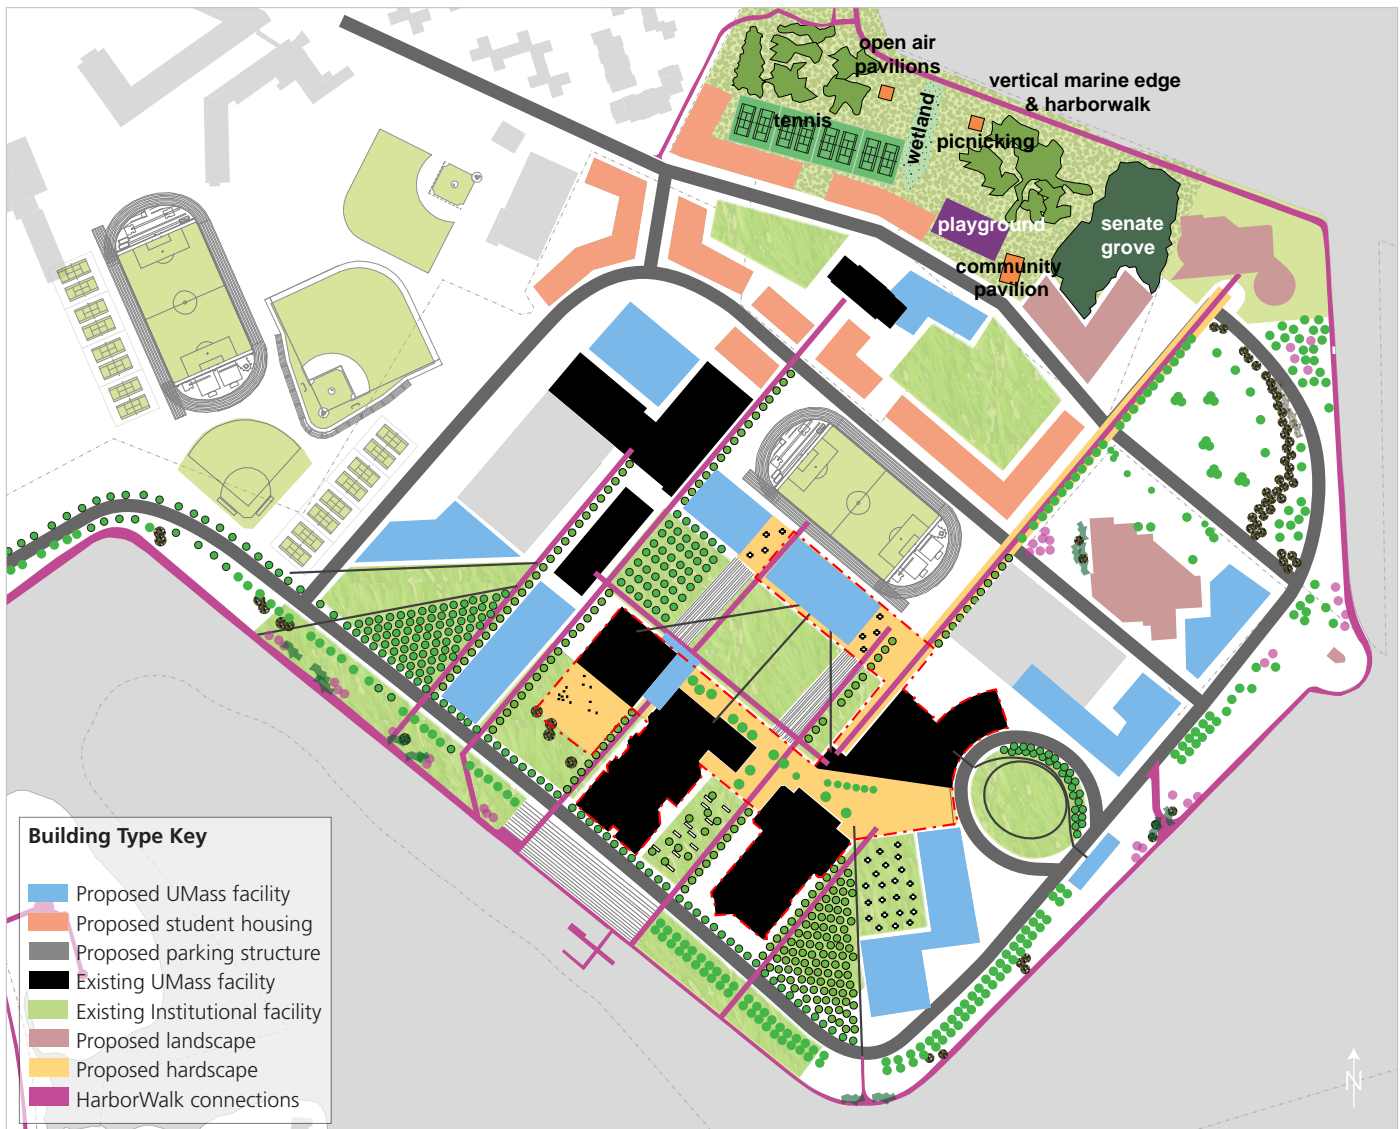 open air
pavilions
vertical marine edge
& harborwalk
tennis
wetland
picnicking
playground
senate
grove
community
pavilion
Building Type Key
Proposed UMass facility
Proposed student housing
Proposed parking structure
Existing UMass facility
Existing Institutional facility
Proposed landscape
Proposed hardscape
HarborWalk connections
N